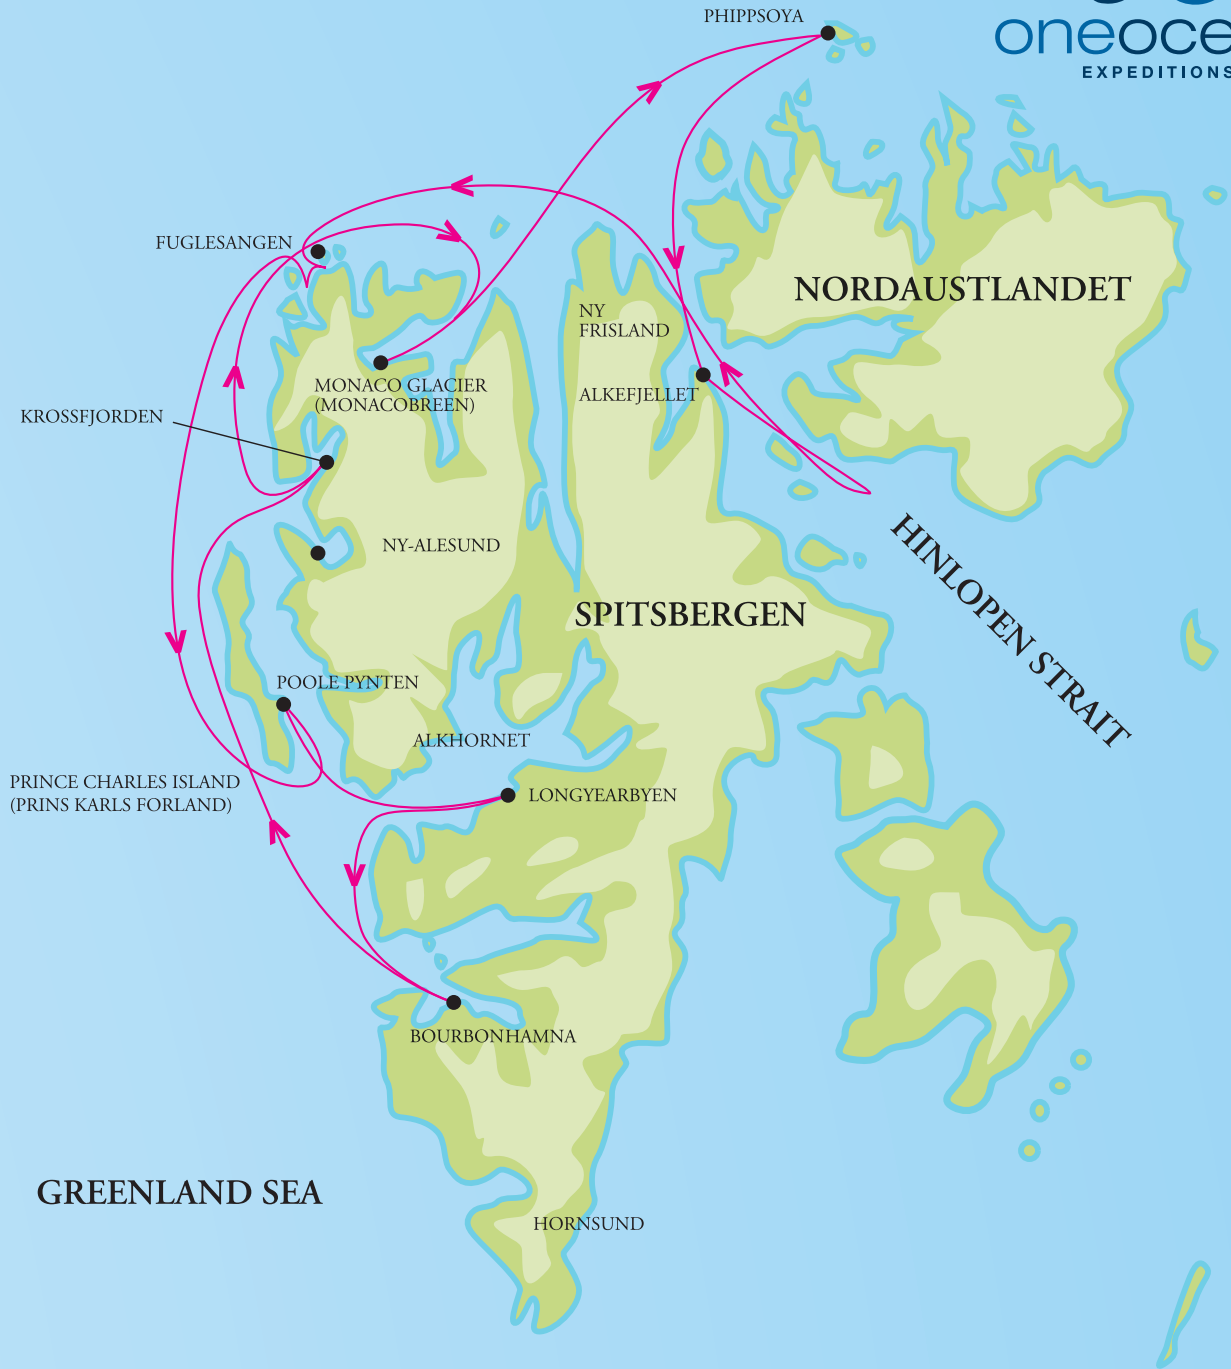 PHIPPSOYA
oneoce
EXPEDITIONS
FUGLESANGEN
NORDAUSTLANDET
NY
FRISLAND
MONACO GLACIER
(MONACOBREEN)
ALKEFJELLET
KROSSFJORDEN
NY-ALESUND
HINLOPEN STRAIT
SPITSBERGEN
POOLE PYNTEN
ALKHORNET
PRINCE CHARLES ISLAND
(PRINS KARLS FORLAND)
LONGYEARBYEN
BOURBONHAMNA
GREENLAND SEA
HORNSUND